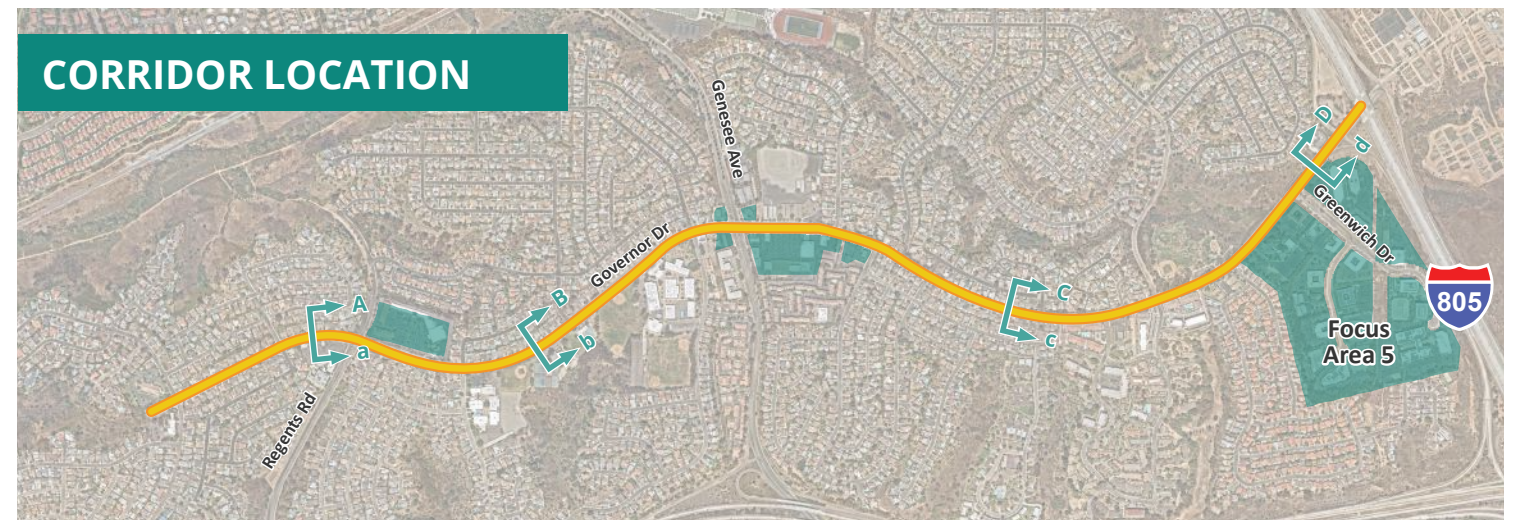 CORRIDOR LOCATION
Genesee Ave
D
d
Greenwich Dr
Governor Dr
805
A
a
B
b
C
c
Focus
Area 5
Regents Rd